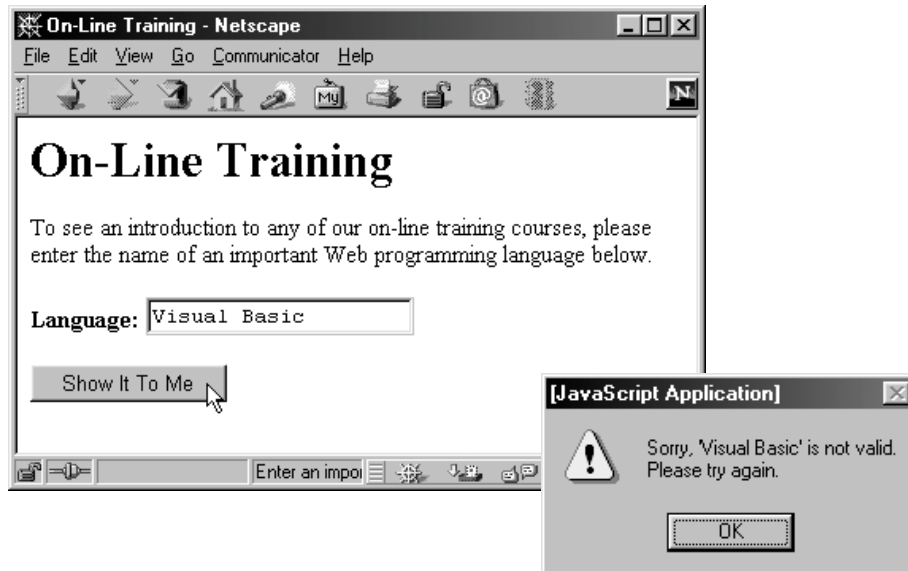 On-Line Training - Netscape
File Edit View Go Communicator Help
My
N
On-Line Training
To see an introduction to any of our on-line training courses, please
enter the name of an important Web programming language below.
Language: Visual Basic
Show It To Me
Enter an impo
[JavaScript Application]
Sorry, 'Visual Basic' is not valid.
Please try again.
OK